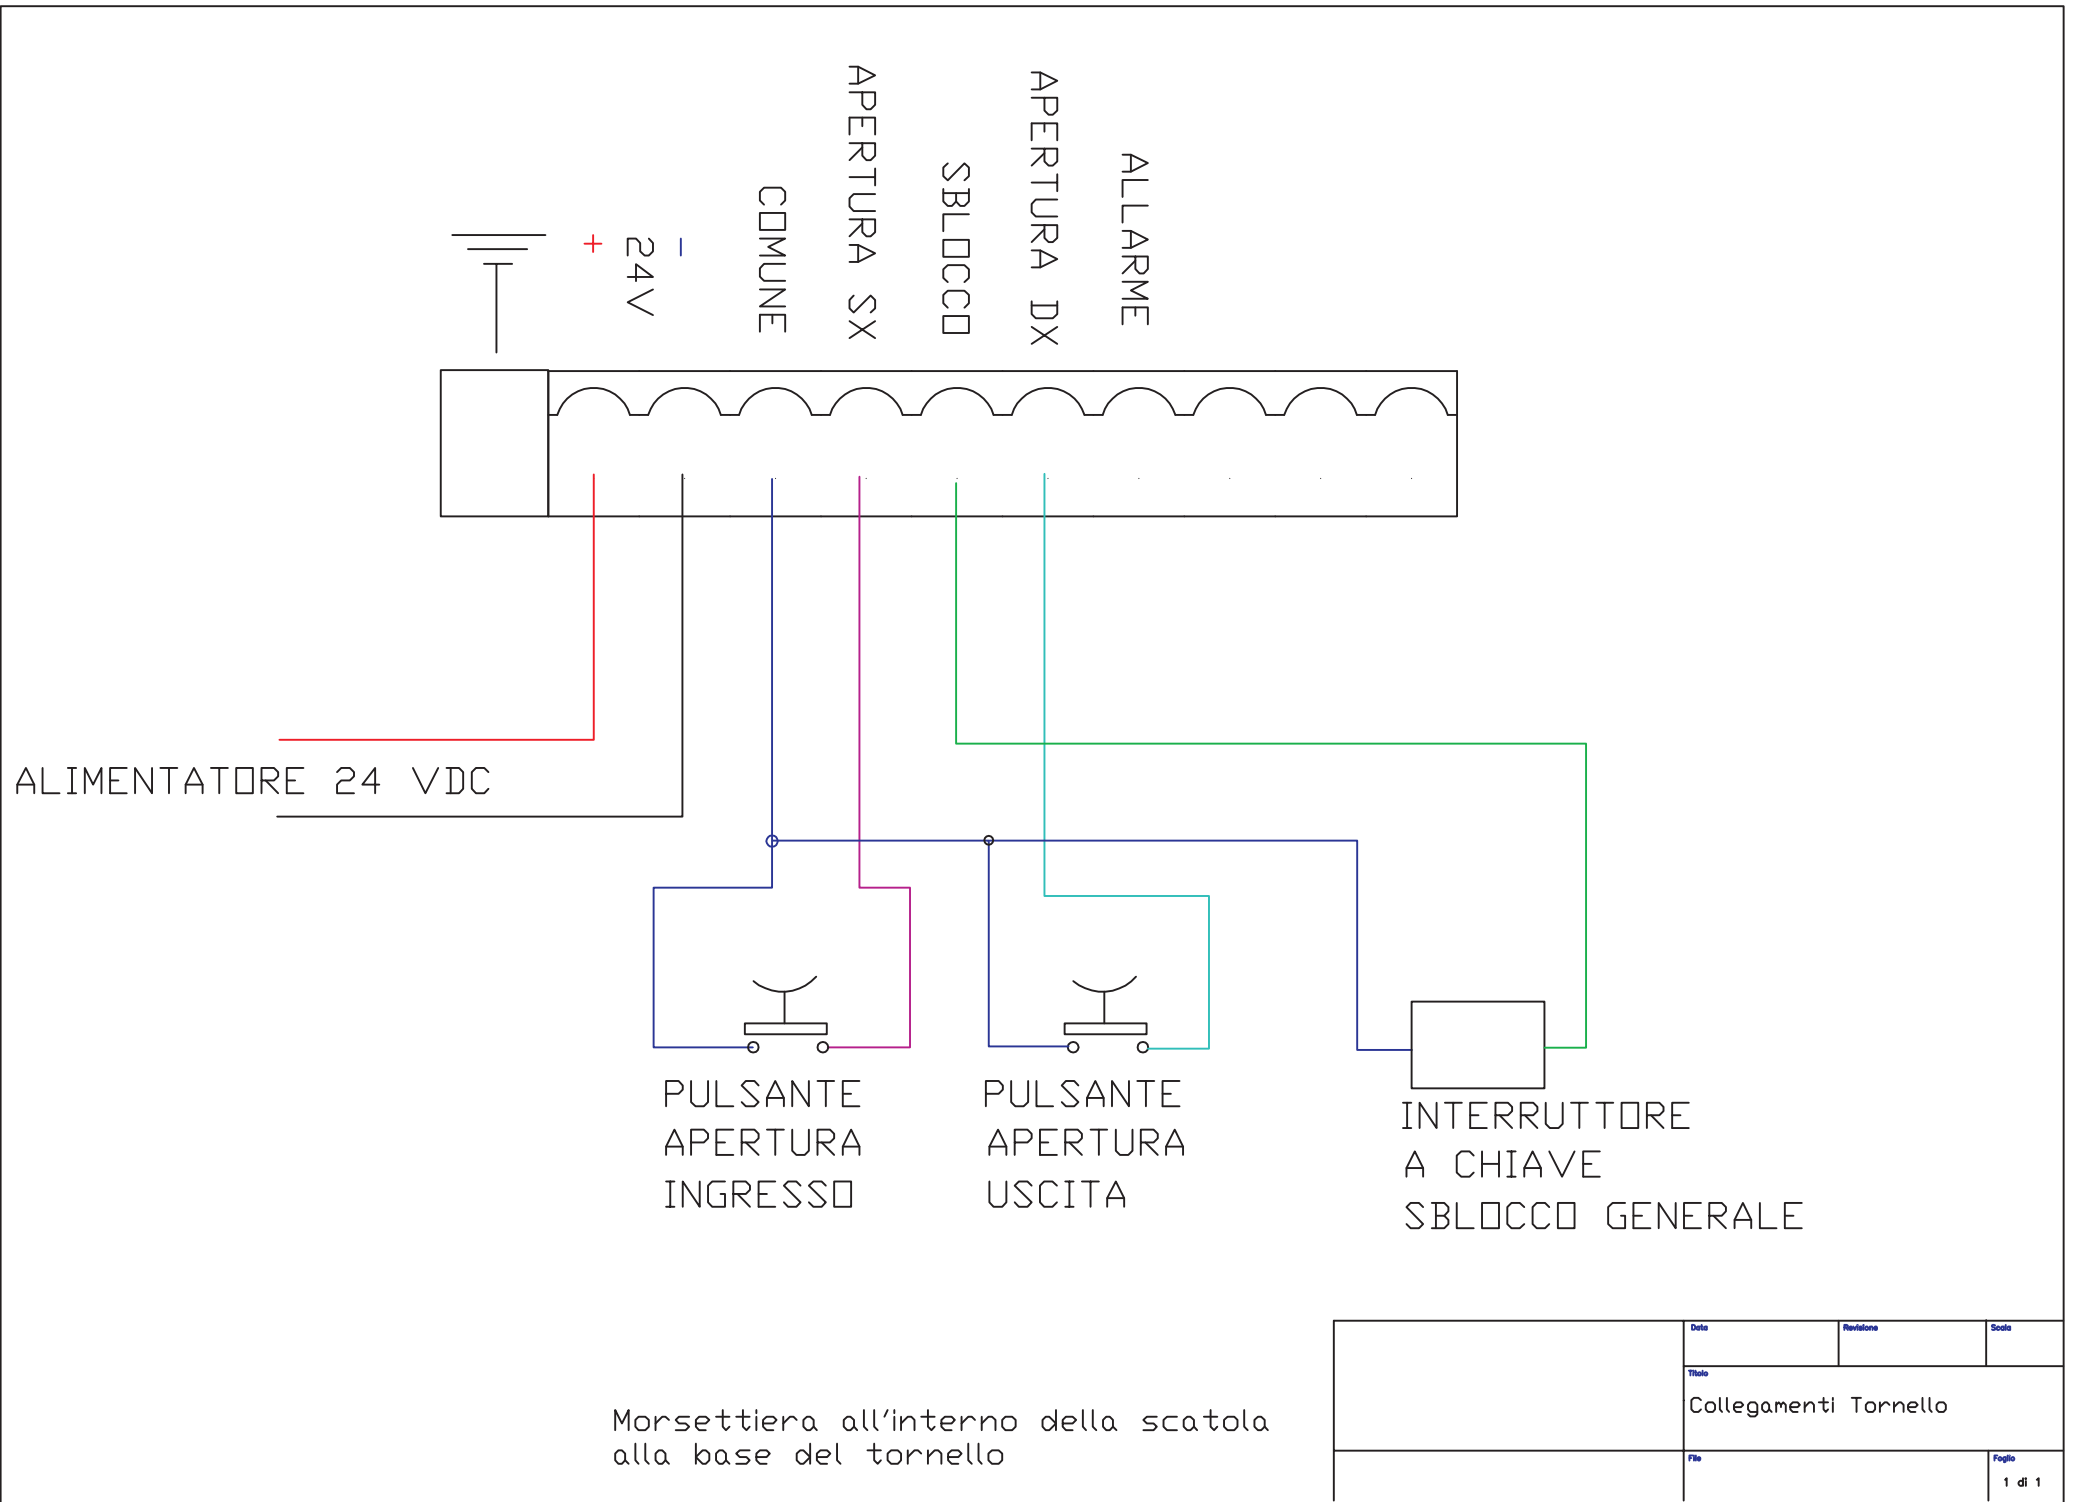 +
24V
-
COMUNE
APERTURA SX
SBLOCCO
APERTURA DX
ALLARME
ALIMENTATORE 24 VDC
PULSANTE
APERTURA
INGRESSO
PULSANTE
APERTURA
USCITA
INTERRUTTORE
A CHIAVE
SBLOCCO GENERALE
Morsettiera all'interno della scatola
alla base del tornello
Data
Revisione
Scala
Titolo
Collegamenti Tornello
File
Foglio
1 di 1